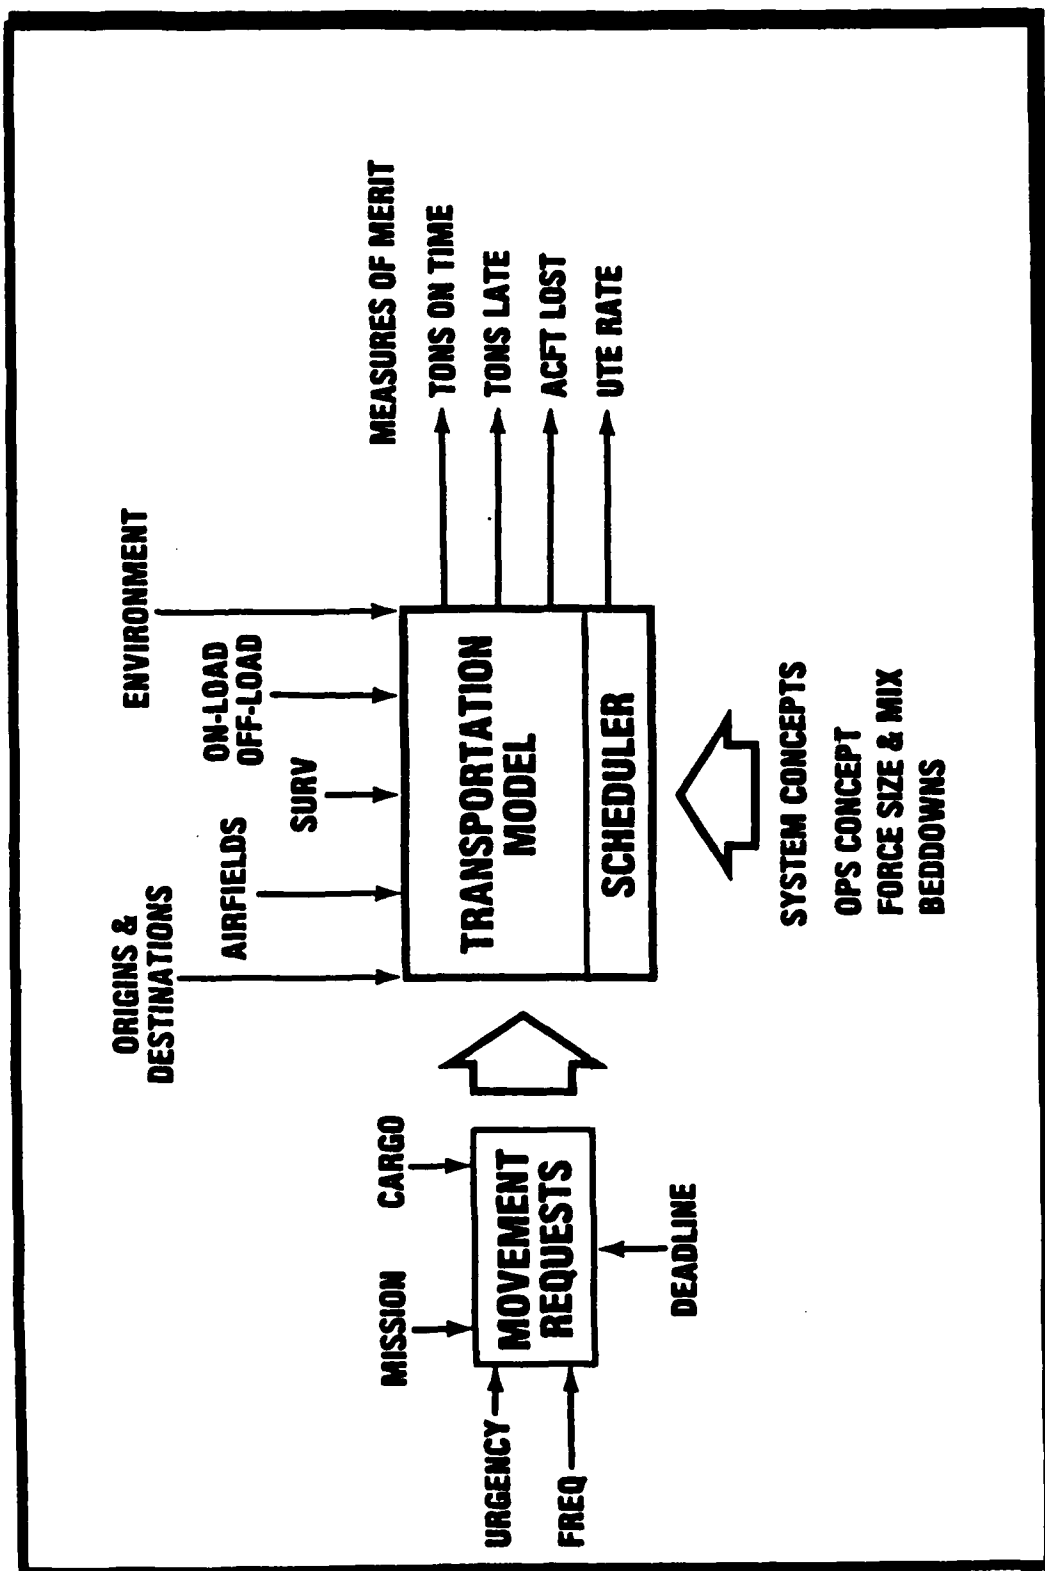 ORIGINS &
DESTINATIONS
AIRFIELDS
SURV
ON-LOAD
OFF-LOAD
ENVIRONMENT
MISSION
CARGO
URGENCY
FREQ
MOVEMENT
REQUESTS
DEADLINE
TRANSPORTATION
MODEL
SCHEDULER
MEASURES OF MERIT
TONS ON TIME
TONS LATE
ACFT LOST
UTE RATE
SYSTEM CONCEPTS
OPS CONCEPT
FORCE SIZE & MIX
BEDDOWNS